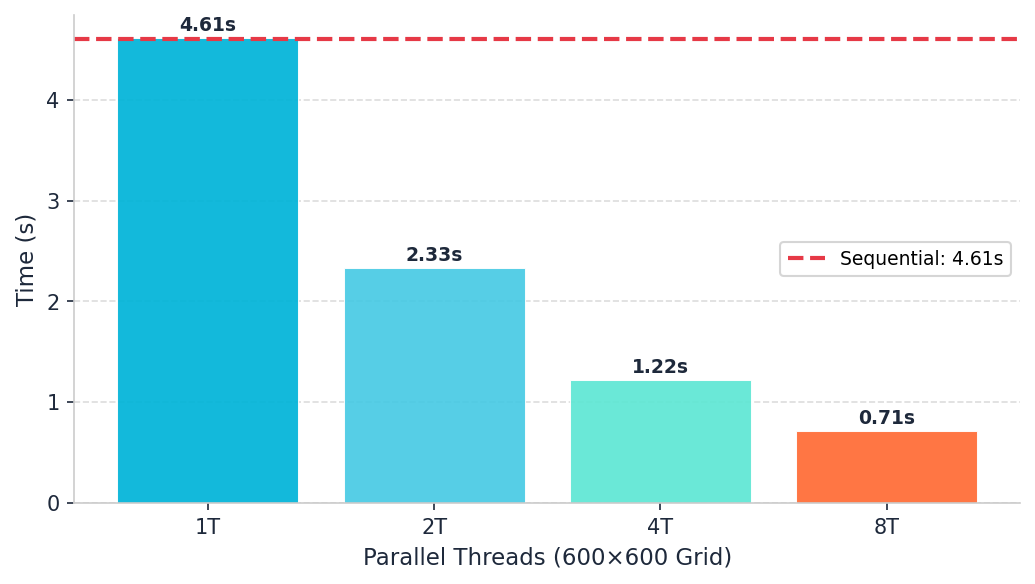 4.61s
4
3
2.33s
Sequential: 4.61s
2
1.22s
1
0.71s
0
1T 2T 4T 8T
Time (s)
Parallel Threads (600×600 Grid)